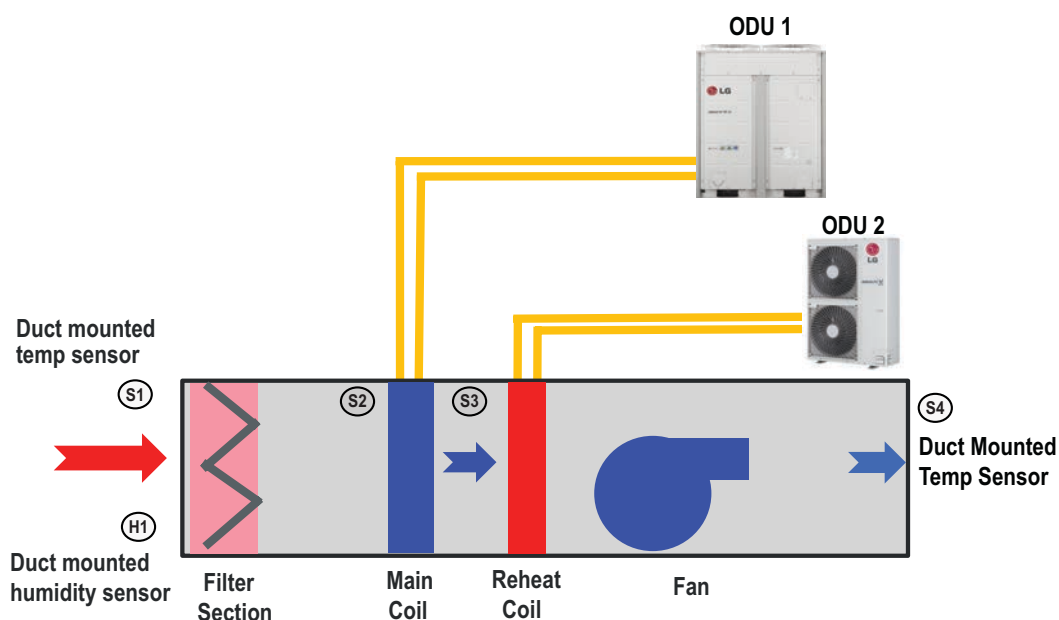 ODU 1
LG
ODU 2
LG
Duct mounted
temp sensor
S1
S2
S3
S4
Duct Mounted
Temp Sensor
H1
Duct mounted
humidity sensor
Filter
Section
Main
Coil
Reheat
Coil
Fan